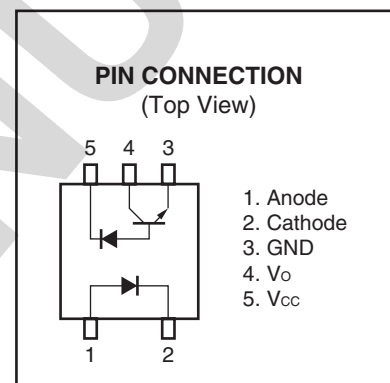 PIN CONNECTION
(Top View)
5 4 3
1. Anode
2. Cathode
3. GND
4. Vo
5. Vcc
1 2